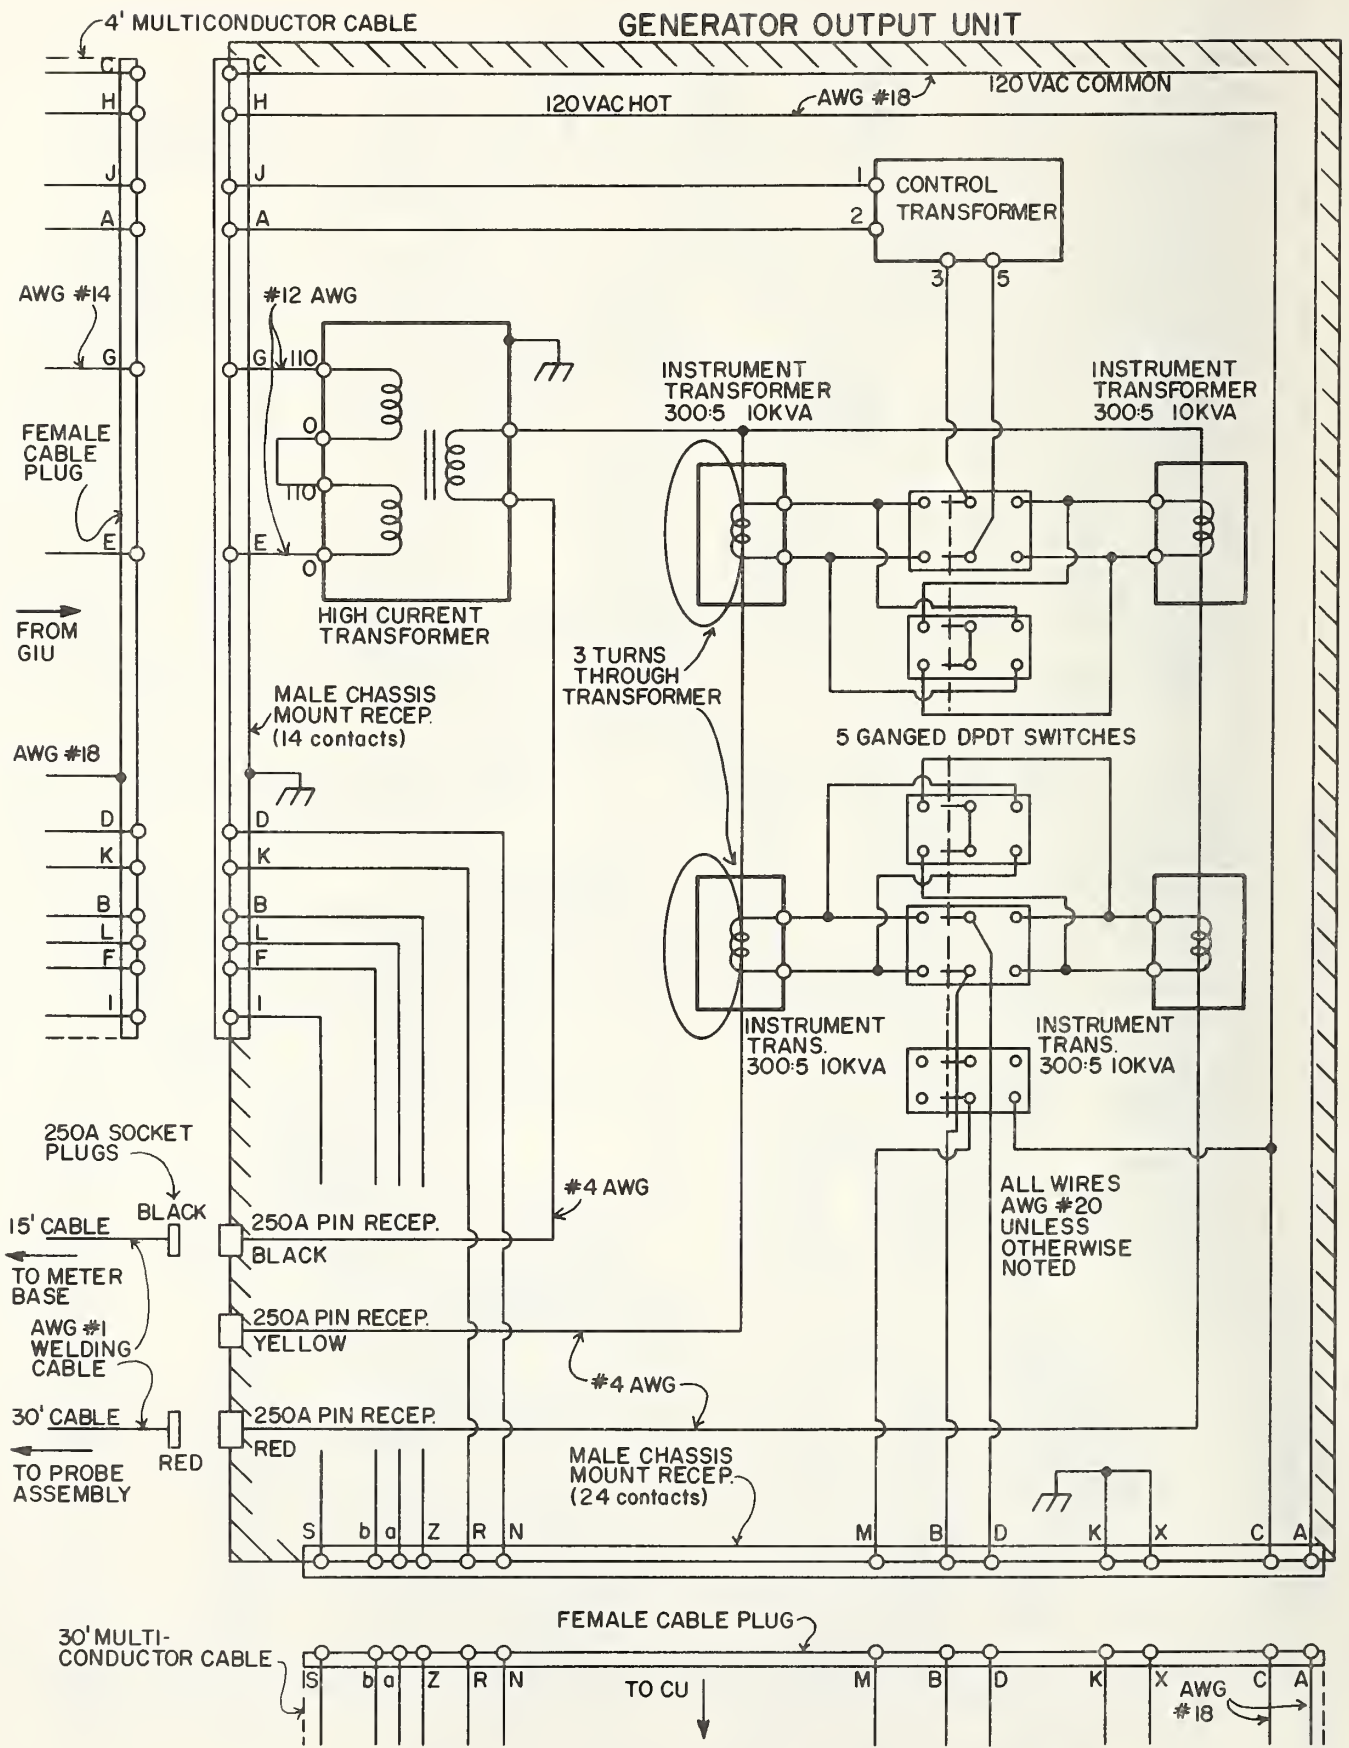 4' MULTICONDUCTOR CABLE
GENERATOR OUTPUT UNIT
C
C
120 VAC COMMON
H
H
120 VAC HOT
AWG #18
J
J
1
CONTROL
TRANSFORMER
A
A
2
3
5
AWG #14
#12 AWG
G
G
110
INSTRUMENT
TRANSFORMER
300:5 10KVA
INSTRUMENT
TRANSFORMER
300:5 10KVA
0
FEMALE
CABLE
PLUG
110
E
E
0
HIGH CURRENT
TRANSFORMER
FROM
GIU
3 TURNS
THROUGH
TRANSFORMER
MALE CHASSIS
MOUNT RECEP.
(14 contacts)
5 GANGED DPDT SWITCHES
AWG #18
D
D
K
K
B
B
L
L
F
F
I
I
INSTRUMENT
TRANS.
300:5 10KVA
INSTRUMENT
TRANS.
300:5 10KVA
250A SOCKET
PLUGS
#4 AWG
ALL WIRES
AWG #20
UNLESS
OTHERWISE
NOTED
BLACK
15' CABLE
250A PIN RECEP.
BLACK
TO METER
BASE
AWG #1
WELDING
CABLE
250A PIN RECEP.
YELLOW
#4 AWG
30' CABLE
250A PIN RECEP.
RED
RED
TO PROBE
ASSEMBLY
MALE CHASSIS
MOUNT RECEP.
(24 contacts)
S b a Z R N M B D K X C A
FEMALE CABLE PLUG
30' MULTI-
CONDUCTOR CABLE
S b a Z R N
TO CU
M B D K X C A
AWG
#18